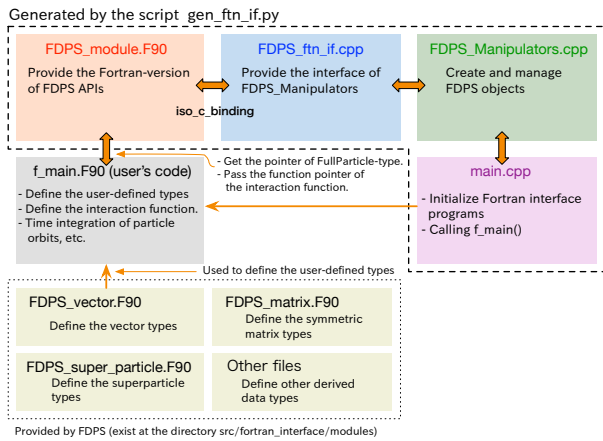 Generated by the script gen_ftn_if.py
FDPS_module.F90
Provide the Fortran-version
of FDPS APIs
FDPS_ftn_if.cpp
Provide the interface of
FDPS_Manipulators
FDPS_Manipulators.cpp
Create and manage
FDPS objects
iso_c_binding
f_main.F90 (user's code)
- Define the user-defined types
- Define the interaction function.
- Time integration of particle
orbits, etc.
- Get the pointer of FullParticle-type.
- Pass the function pointer
of the interaction function.
main.cpp
- Initialize Fortran interface
programs
- Calling f_main()
Used to define the user-defined types
FDPS_vector.F90
Define the vector types
FDPS_matrix.F90
Define the symmetric
matrix types
FDPS_super_particle.F90
Define the superparticle
types
Other files
Define other derived
data types
Provided by FDPS (exist at the directory src/fortran_interface/modules)